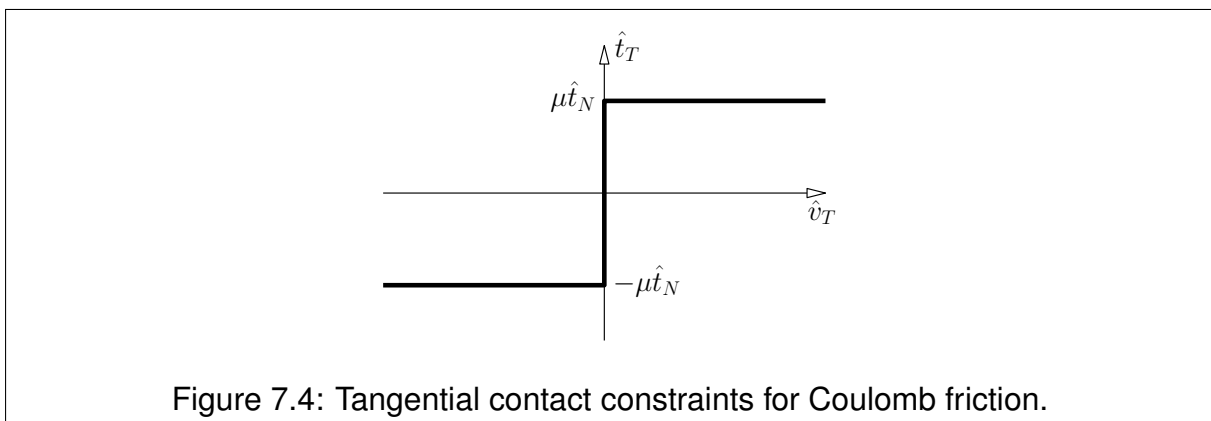 t̂_T
μt̂_N
v̂_T
−μt̂_N
Figure 7.4: Tangential contact constraints for Coulomb friction.